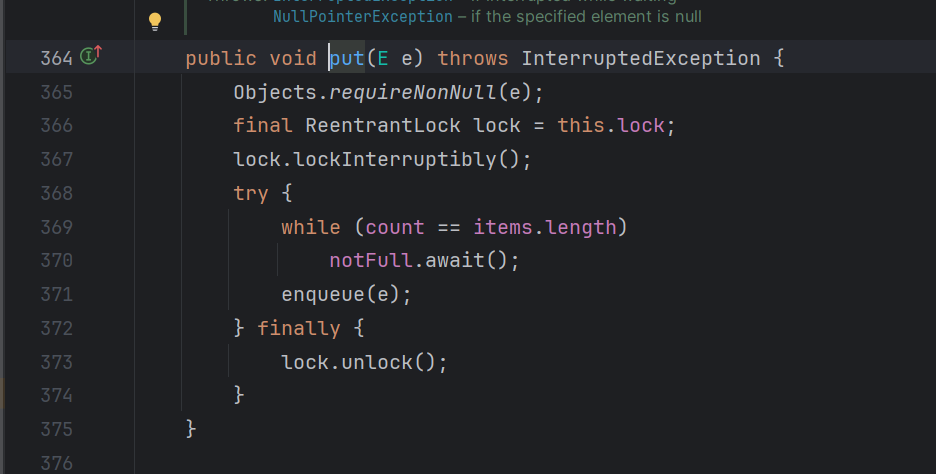 NullPointerException – if the specified element is null
364 public void put(E e) throws InterruptedException {
365 Objects.requireNonNull(e);
366 final ReentrantLock lock = this.lock;
367 lock.lockInterruptibly();
368 try {
369 while (count == items.length)
370 notFull.await();
371 enqueue(e);
372 } finally {
373 lock.unlock();
374 }
375 }
376